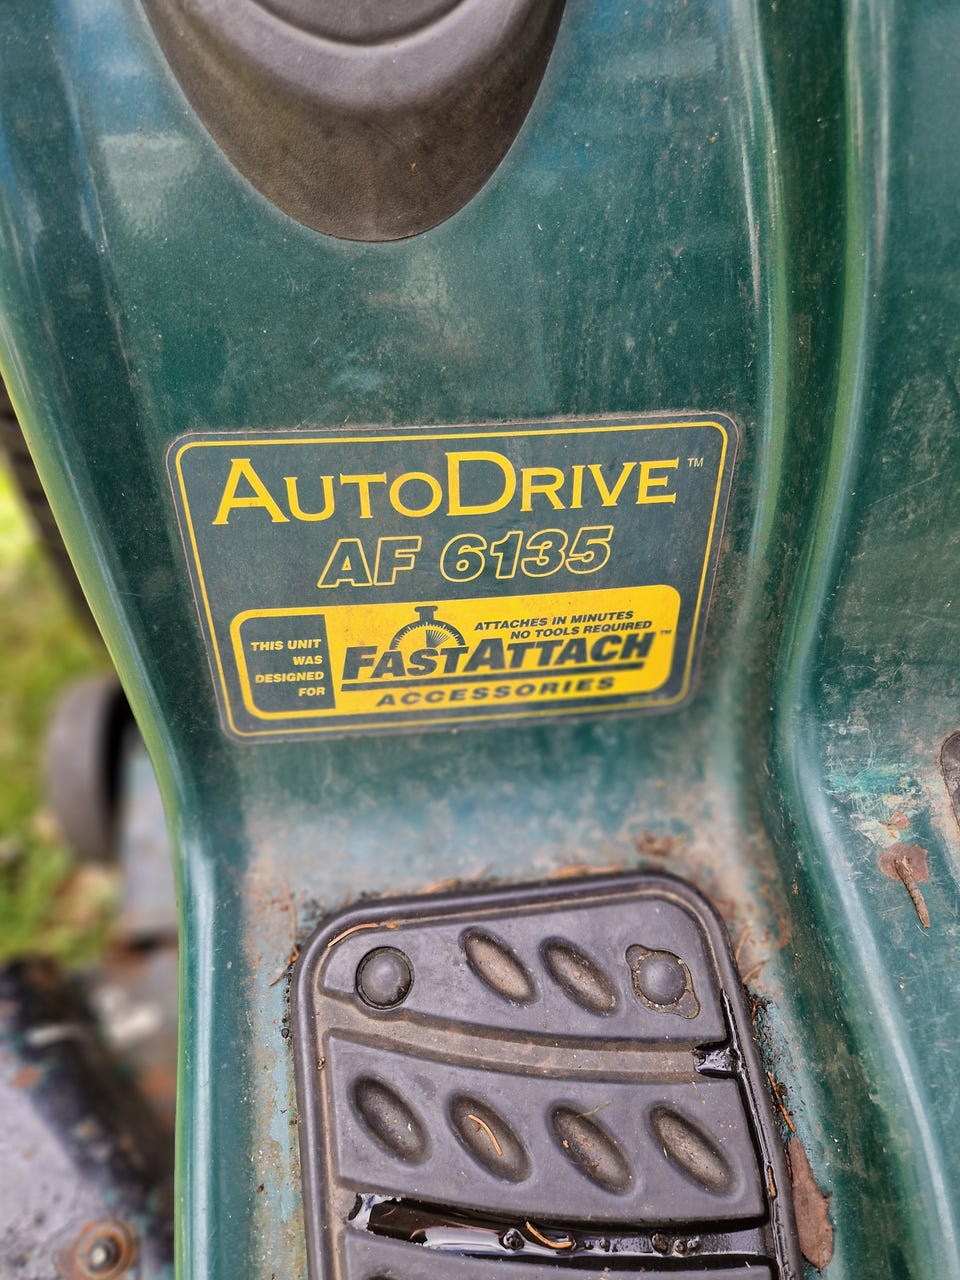 AUTODRIVE™
AF 6135
THIS UNIT
WAS
DESIGNED
FOR
ATTACHES IN MINUTES
NO TOOLS REQUIRED
FASTATTACH™
ACCESSORIES